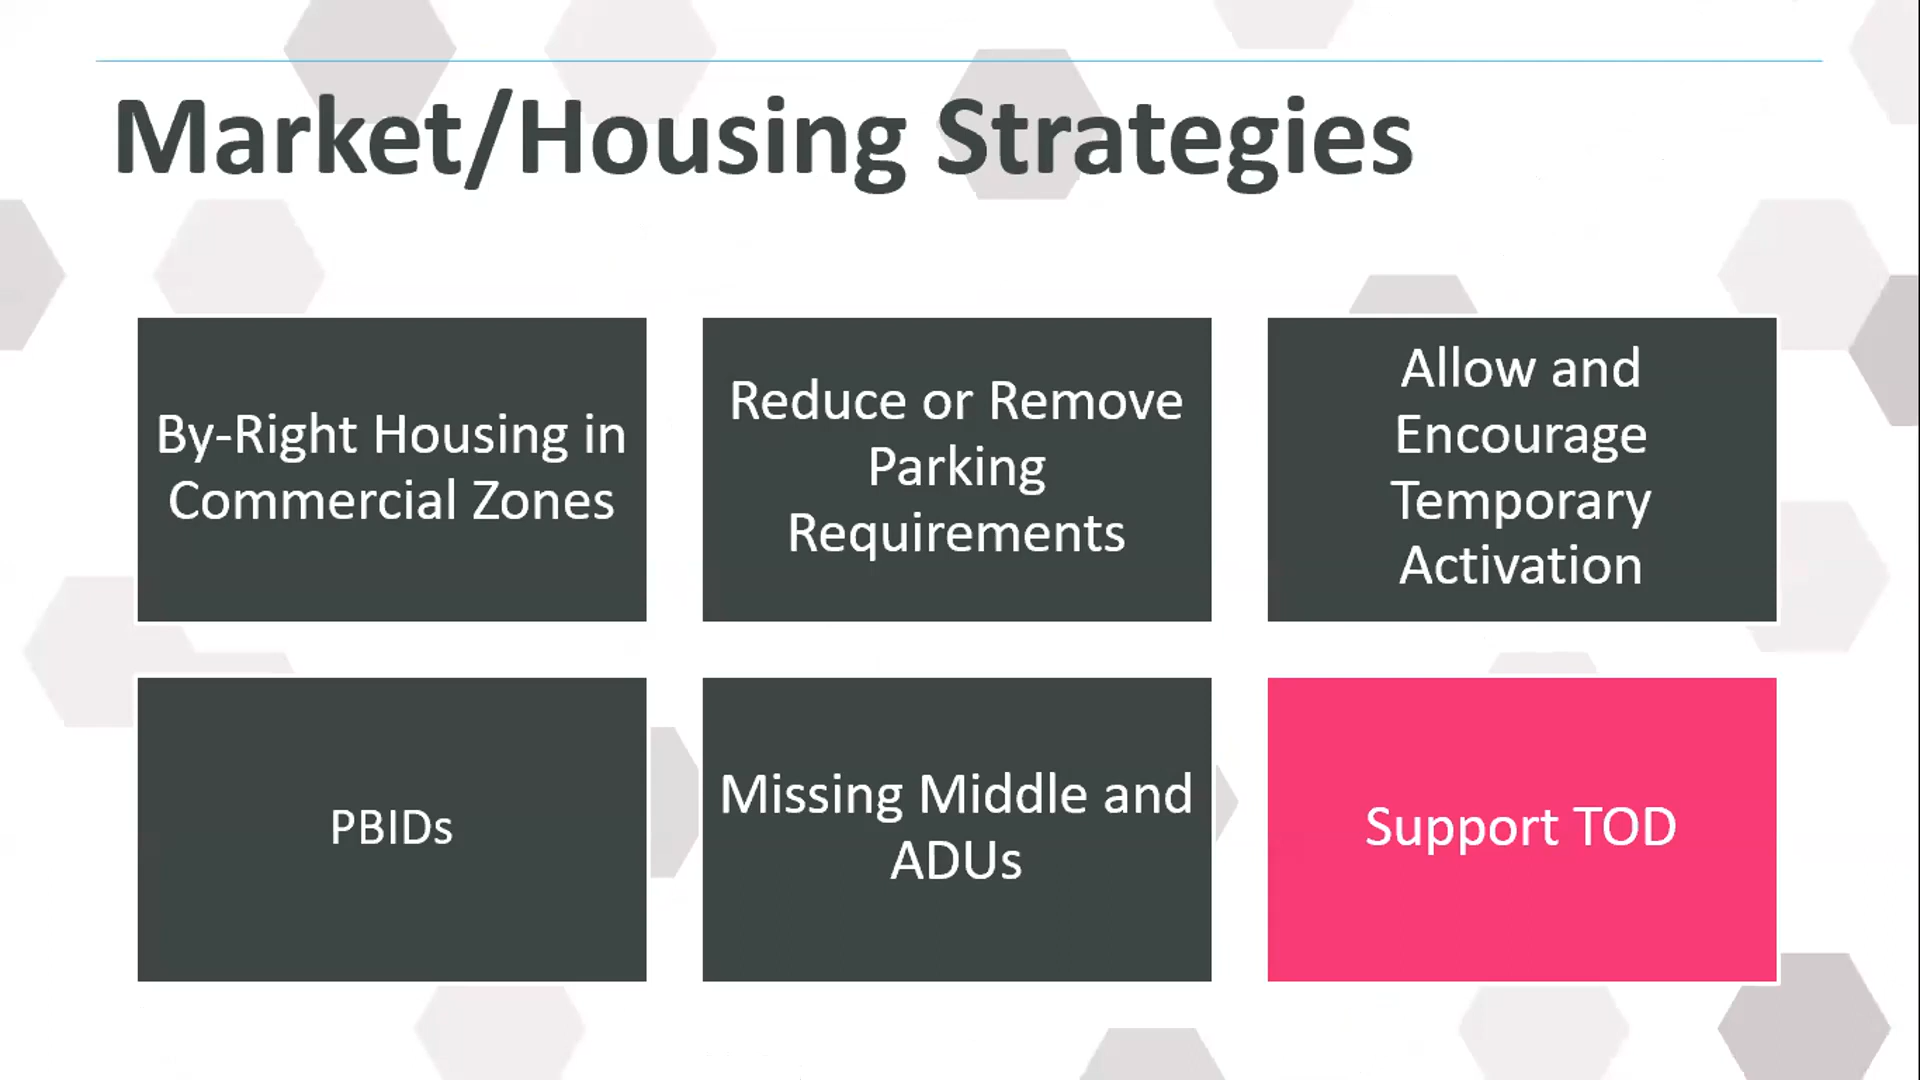 Market/Housing Strategies
By-Right Housing in
Commercial Zones
Reduce or Remove
Parking
Requirements
Allow and
Encourage
Temporary
Activation
PBIDs
Missing Middle and
ADUs
Support TOD